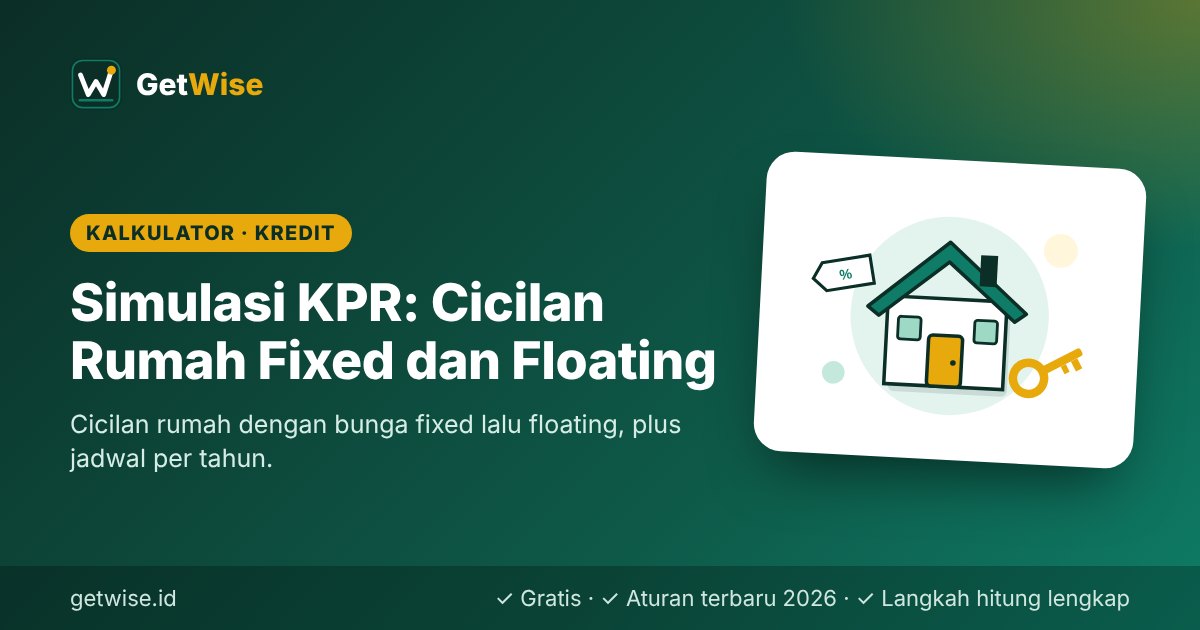 GetWise
KALKULATOR · KREDIT
Simulasi KPR: Cicilan
Rumah Fixed dan Floating
Cicilan rumah dengan bunga fixed lalu floating, plus
jadwal per tahun.
%
getwise.id
✓ Gratis · ✓ Aturan terbaru 2026 · ✓ Langkah hitung lengkap